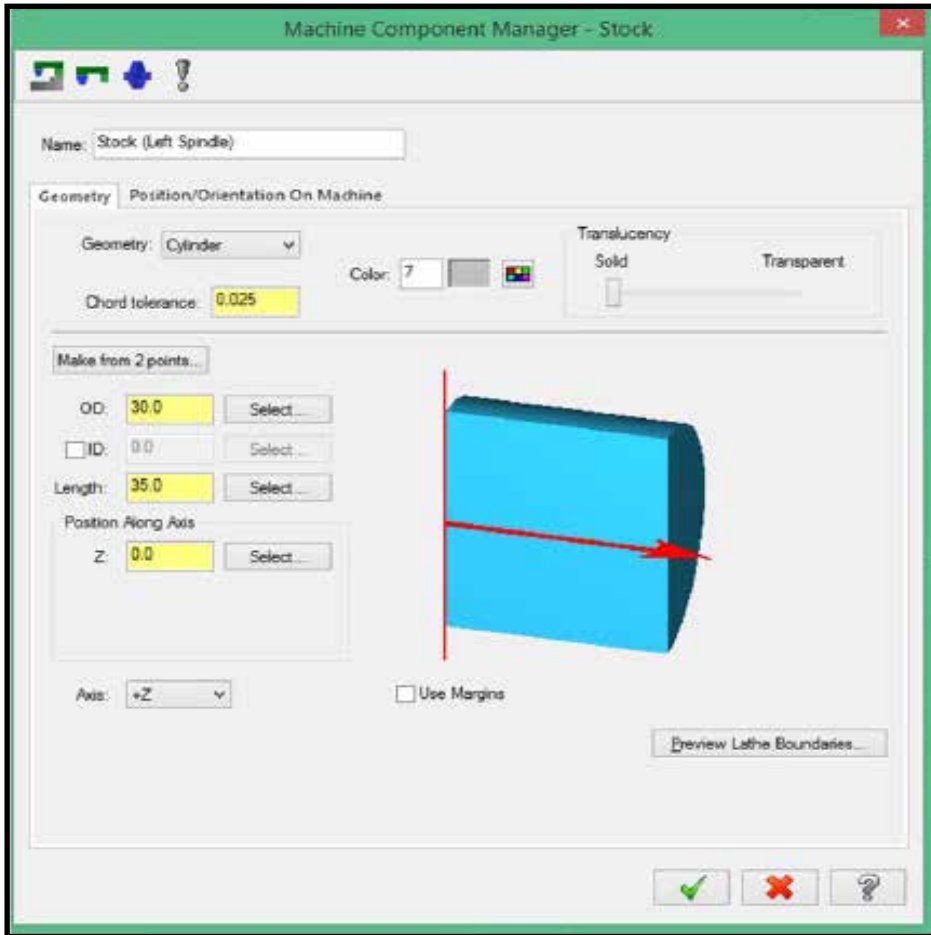 Machine Component Manager - Stock
Name: Stock (Left Spindle)
Geometry Position/Orientation On Machine
Geometry: Cylinder
Color: 7
Translucency
Solid Transparent
Chord tolerance: 0.025
Make from 2 points...
OD: 30.0 Select...
ID: 0.0 Select...
Length: 35.0 Select...
Position Along Axis
Z: 0.0 Select...
Axis: +Z
Use Margins
Preview Lathe Boundaries...